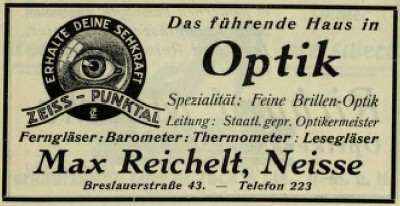 ERHALTE DEINE SEHKRAFT
ZEISS - PUNKTAL
Das führende Haus in
Optik
Spezialität: Feine Brillen-Optik
Leitung: Staatl. gepr. Optikermeister
Ferngläser: Barometer: Thermometer: Lesegläser
Max Reichelt, Neisse
Breslauerstraße 43. — Telefon 223